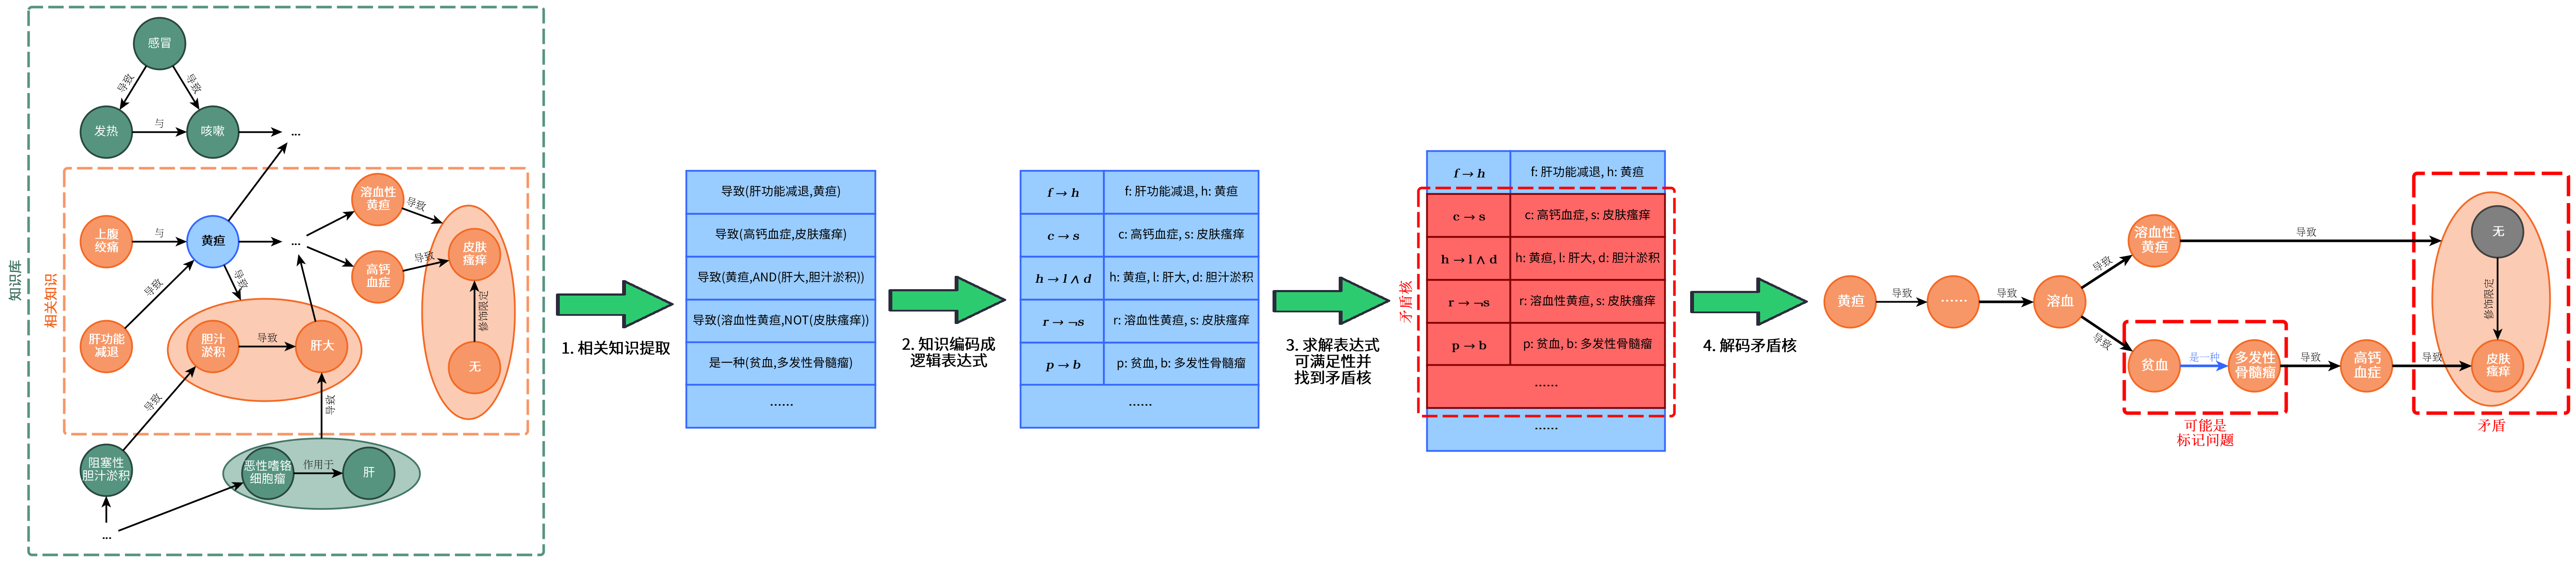 知识库
感冒
导致
导致
发热
与
咳嗽
...
相关知识
上腹
绞痛
与
黄疸
...
溶血性
黄疸
导致
高钙
血症
导致
皮肤
瘙痒
修饰限定
无
导致
导致
肝功能
减退
胆汁
淤积
导致
肝大
导致
导致
阻塞性
胆汁淤积
恶性嗜铬
细胞瘤
作用于
肝
...
1. 相关知识提取
导致(肝功能减退,黄疸)
导致(高钙血症,皮肤瘙痒)
导致(黄疸,AND(肝大,胆汁淤积))
导致(溶血性黄疸,NOT(皮肤瘙痒))
是一种(贫血,多发性骨髓瘤)
......
2. 知识编码成
逻辑表达式
f → h f: 肝功能减退, h: 黄疸
c → s c: 高钙血症, s: 皮肤瘙痒
h → l ∧ d h: 黄疸, l: 肝大, d: 胆汁淤积
r → ¬s r: 溶血性黄疸, s: 皮肤瘙痒
p → b p: 贫血, b: 多发性骨髓瘤
......
3. 求解表达式
可满足性并
找到矛盾核
矛盾核
f → h f: 肝功能减退, h: 黄疸
c → s c: 高钙血症, s: 皮肤瘙痒
h → l ∧ d h: 黄疸, l: 肝大, d: 胆汁淤积
r → ¬s r: 溶血性黄疸, s: 皮肤瘙痒
p → b p: 贫血, b: 多发性骨髓瘤
......
......
4. 解码矛盾核
黄疸
导致
......
导致
溶血
导致
溶血性
黄疸
导致
无
修饰限定
导致
贫血
是一种
多发性
骨髓瘤
导致
高钙
血症
导致
皮肤
瘙痒
可能是
标记问题
矛盾